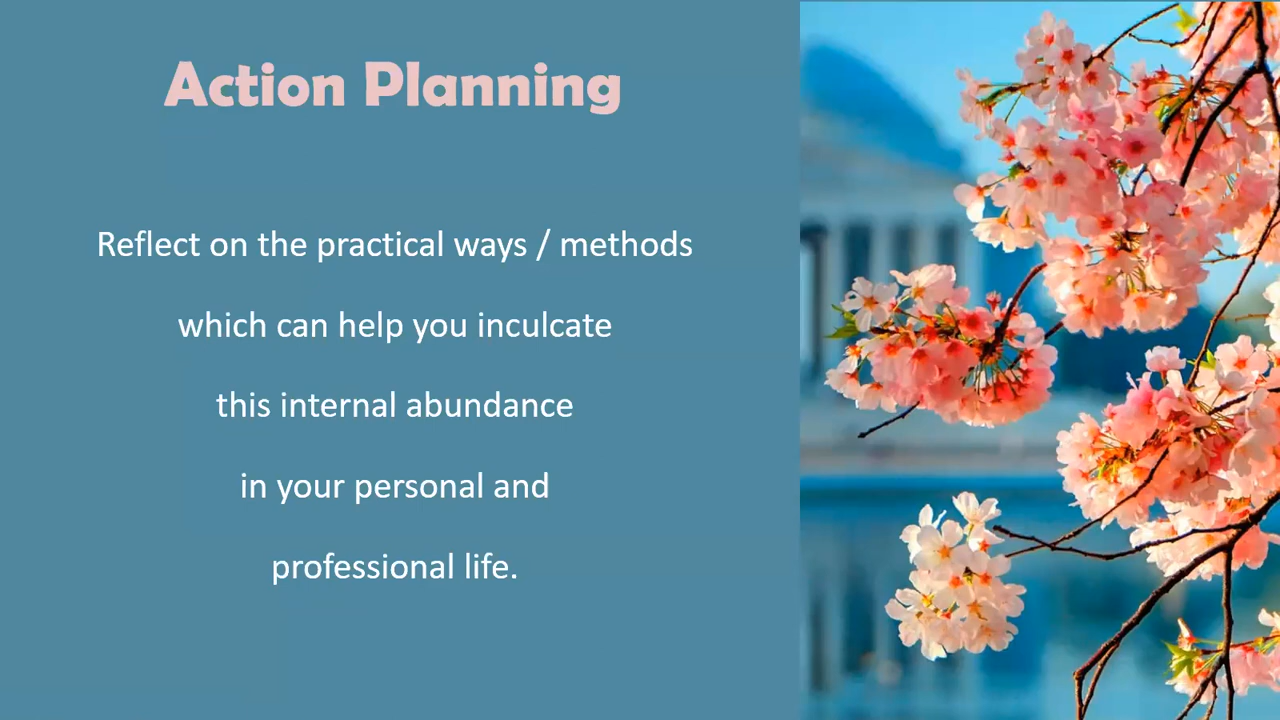 Action Planning
Reflect on the practical ways / methods
which can help you inculcate
this internal abundance
in your personal and
professional life.